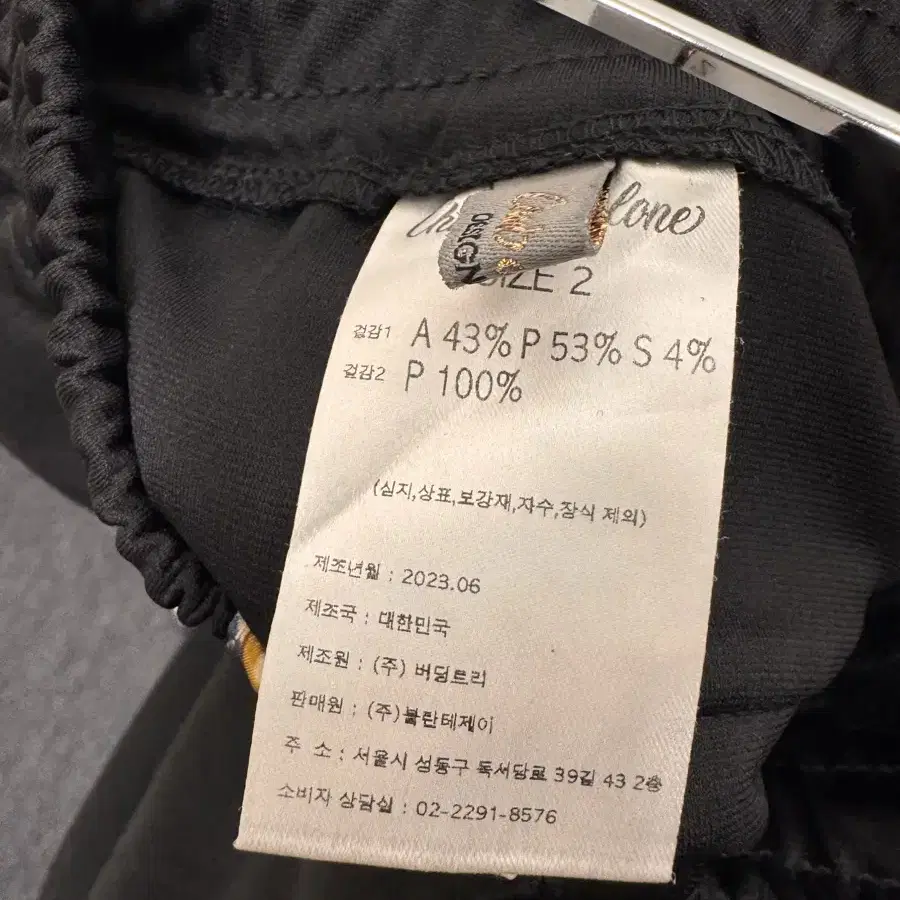 DESIGN
SIZE 2
겉감1 A 43% P 53% S 4%
겉감2 P 100%
(심지,상표,보강재,자수,장식 제외)
제조년월 : 2023.06
제조국 : 대한민국
제조원 : (주) 버딩트리
판매원 : (주)불란테제이
주 소 : 서울시 성동구 독서당로 39길 43 2층
소비자 상담실 : 02-2291-8576